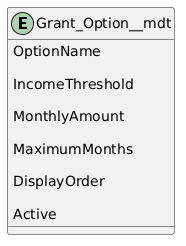 E Grant_Option__mdt
OptionName
IncomeThreshold
MonthlyAmount
MaximumMonths
DisplayOrder
Active